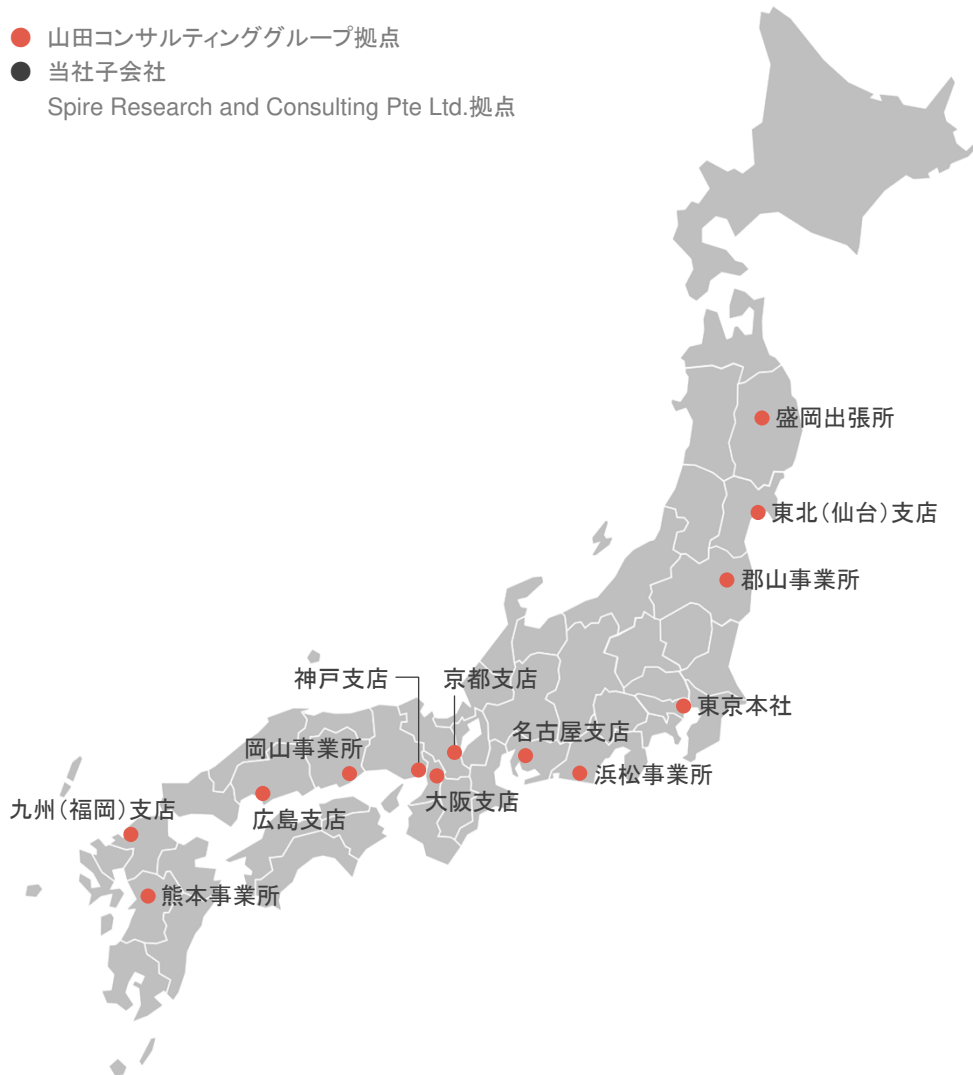 山田コンサルティンググループ拠点
当社子会社
Spire Research and Consulting Pte Ltd.拠点
盛岡出張所
東北（仙台）支店
郡山事業所
神戸支店
京都支店
東京本社
名古屋支店
岡山事業所
浜松事業所
大阪支店
九州（福岡）支店
広島支店
熊本事業所